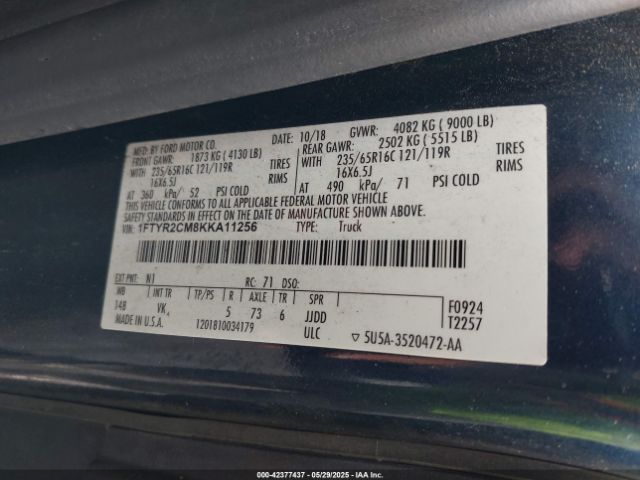 MFD. BY FORD MOTOR CO. DATE: 10/18 GVWR: 4082 KG ( 9000 LB)
FRONT GAWR: 1873 KG ( 4130 LB) REAR GAWR: 2502 KG ( 5515 LB)
WITH 235/65R16C 121/119R TIRES WITH 235/65R16C 121/119R TIRES
16X6.5J RIMS 16X6.5J RIMS
AT 360 kPa/ 52 PSI COLD AT 490 kPa/ 71 PSI COLD
THIS VEHICLE CONFORMS TO ALL APPLICABLE FEDERAL MOTOR VEHICLE
SAFETY STANDARDS IN EFFECT ON THE DATE OF MANUFACTURE SHOWN ABOVE.
VIN: 1FTYR2CM8KKA11256 TYPE: Truck
EXT PNT: N1 RC: 71 DSO:
WB INT TR TP/PS R AXLE TR SPR F0924
148 VK4 5 73 6 JJDD T2257
MADE IN U.S.A. 1201810034179 ULC ▽ 5U5A-3520472-AA
000-42377437 - 05/29/2025 - IAA Inc.